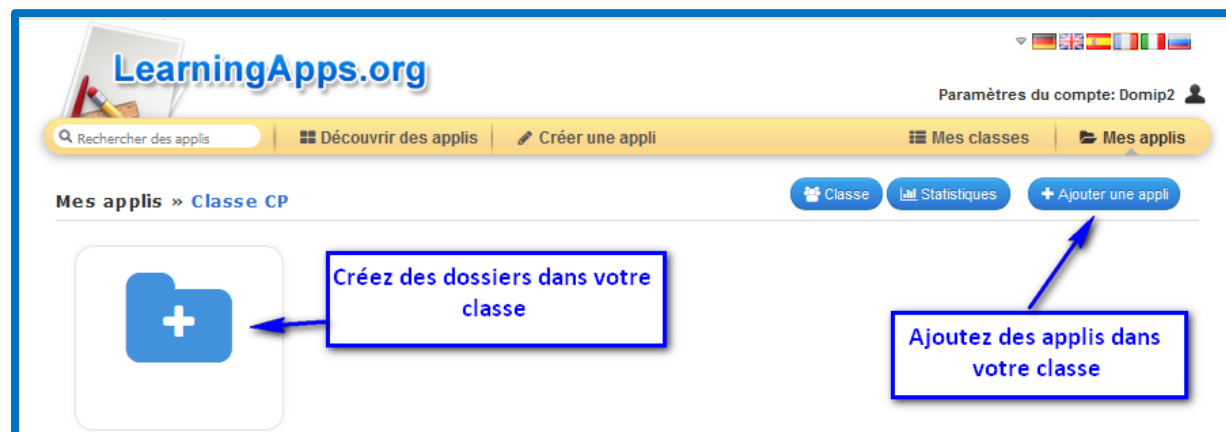 LearningApps.org
Paramètres du compte: Domip2
Rechercher des applis
Découvrir des applis
Créer une appli
Mes classes
Mes applis
Mes applis » Classe CP
Classe
Statistiques
Ajouter une appli
Créez des dossiers dans votre
classe
Ajoutez des applis dans
votre classe